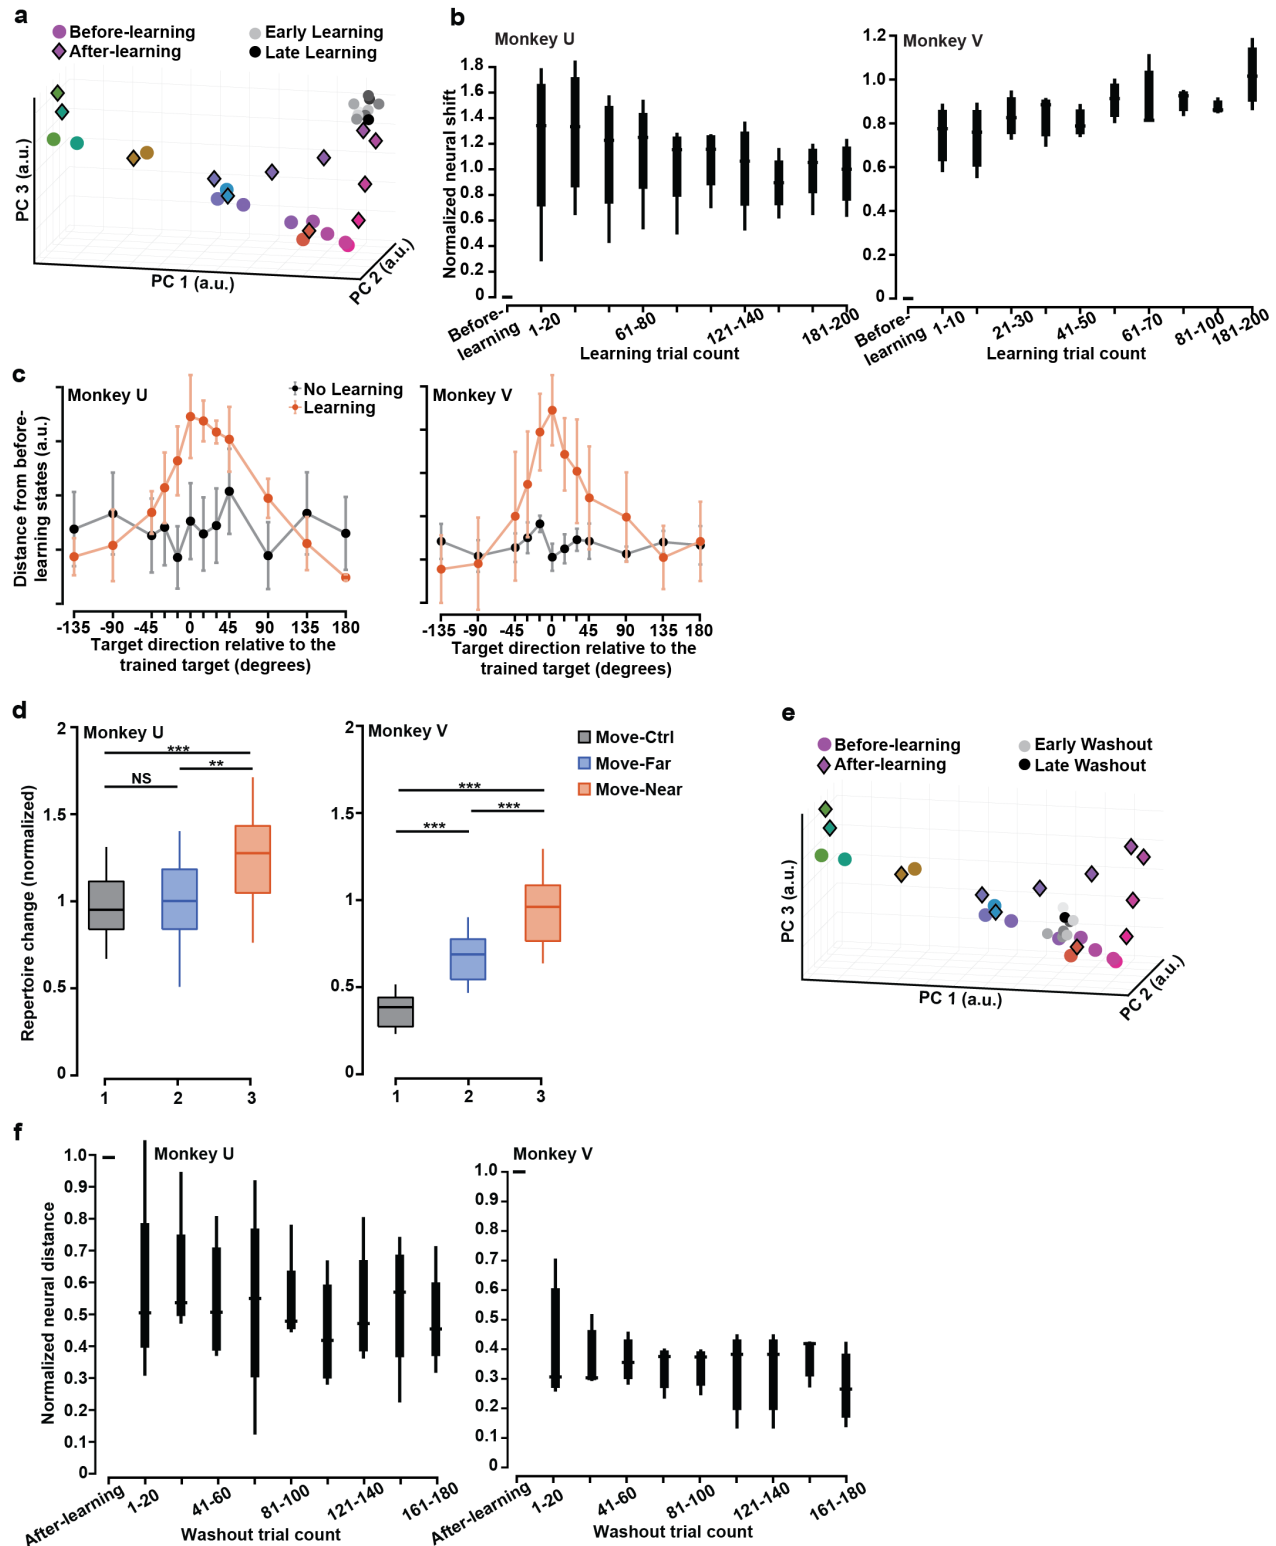 a
Before-learning
After-learning
Early Learning
Late Learning
PC 3 (a.u.)
PC 1 (a.u.)
PC 2 (a.u.)
b
Monkey U
Normalized neural shift
1.8
1.6
1.4
1.2
1.0
0.8
0.6
0.4
0.2
0
Before-
learning
1-20
61-80
121-140
181-200
Learning trial count
Monkey V
1.2
1.0
0.8
0.6
0.4
0.2
0
Before-
learning
1-10
21-30
41-50
61-70
81-100
181-200
Learning trial count
c
Monkey U
No Learning
Learning
Distance from before-
learning states (a.u.)
-135 -90 -45 0 45 90 135 180
Target direction relative to the
trained target (degrees)
Monkey V
-135 -90 -45 0 45 90 135 180
Target direction relative to the
trained target (degrees)
d
Monkey U
Repertoire change (normalized)
2
1.5
1
0.5
0
***
**
NS
1 2 3
Monkey V
2
1.5
1
0.5
0
***
***
***
1 2 3
Move-Ctrl
Move-Far
Move-Near
e
Before-learning
After-learning
Early Washout
Late Washout
PC 3 (a.u.)
PC 1 (a.u.)
PC 2 (a.u.)
f
Monkey U
Normalized neural distance
1.0
0.9
0.8
0.7
0.6
0.5
0.4
0.3
0.2
0.1
0
After-learning
1-20
41-60
81-100
121-140
161-180
Washout trial count
Monkey V
1.0
0.9
0.8
0.7
0.6
0.5
0.4
0.3
0.2
0.1
0
After-learning
1-20
41-60
81-100
121-140
161-180
Washout trial count